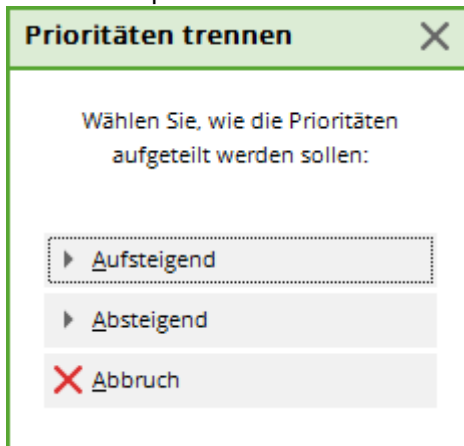 Prioritäten trennen
Wählen Sie, wie die Prioritäten
aufgeteilt werden sollen:
Aufsteigend
Absteigend
Abbruch